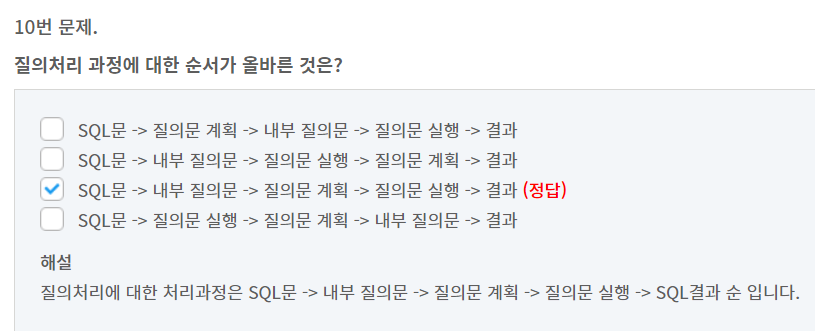 10번 문제.
질의처리 과정에 대한 순서가 올바른 것은?
SQL문 -> 질의문 계획 -> 내부 질의문 -> 질의문 실행 -> 결과
SQL문 -> 내부 질의문 -> 질의문 실행 -> 질의문 계획 -> 결과
SQL문 -> 내부 질의문 -> 질의문 계획 -> 질의문 실행 -> 결과 (정답)
SQL문 -> 질의문 실행 -> 질의문 계획 -> 내부 질의문 -> 결과
해설
질의처리에 대한 처리과정은 SQL문 -> 내부 질의문 -> 질의문 계획 -> 질의문 실행 -> SQL결과 순 입니다.